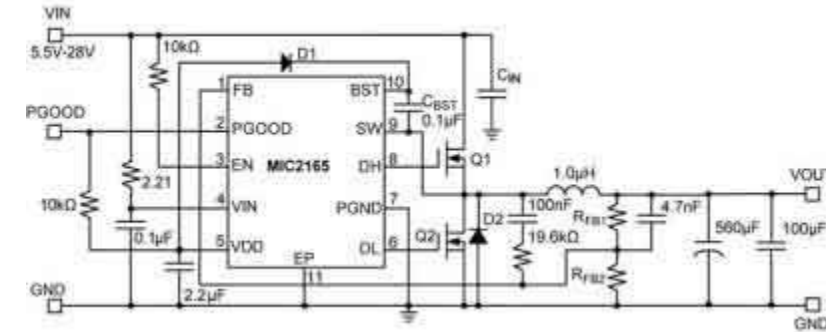 VIN
5.5V-28V
10kΩ
D1
CIN
1 FB
BST 10
CBST
0.1µF
PGOOD
2 PGOOD
SW 9
3 EN
MIC2165
DH 8
Q1
2.21
1.0µH
VOUT
4 VIN
PGND 7
100nF
RFB1
4.7nF
10kΩ
0.1µF
5 VDD
DL 6
Q2
D2
19.6kΩ
560µF
100µF
EP
11
RFB2
2.2µF
GND
GND